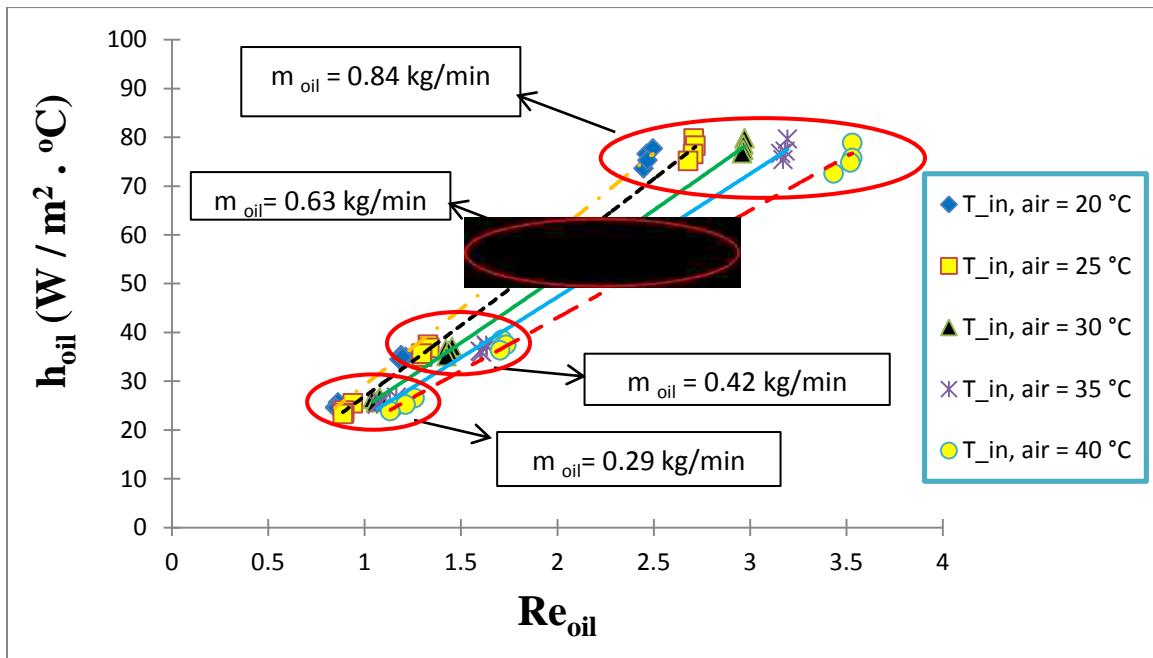 100
90
80
70
60
50
40
30
20
10
0
h oil (W / m² . ºC)
m oil = 0.84 kg/min
m oil= 0.63 kg/min
m oil = 0.42 kg/min
m oil= 0.29 kg/min
T_in, air = 20 °C
T_in, air = 25 °C
T_in, air = 30 °C
T_in, air = 35 °C
T_in, air = 40 °C
0 0.5 1 1.5 2 2.5 3 3.5 4
Re oil